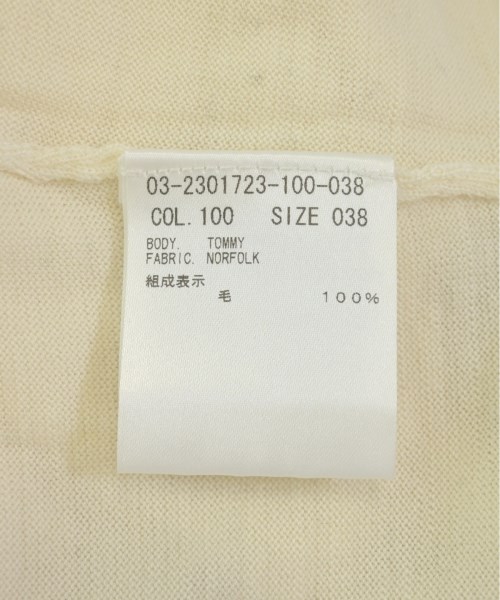 03-2301723-100-038
COL. 100 SIZE 038
BODY. TOMMY
FABRIC. NORFOLK
組成表示
毛 100%